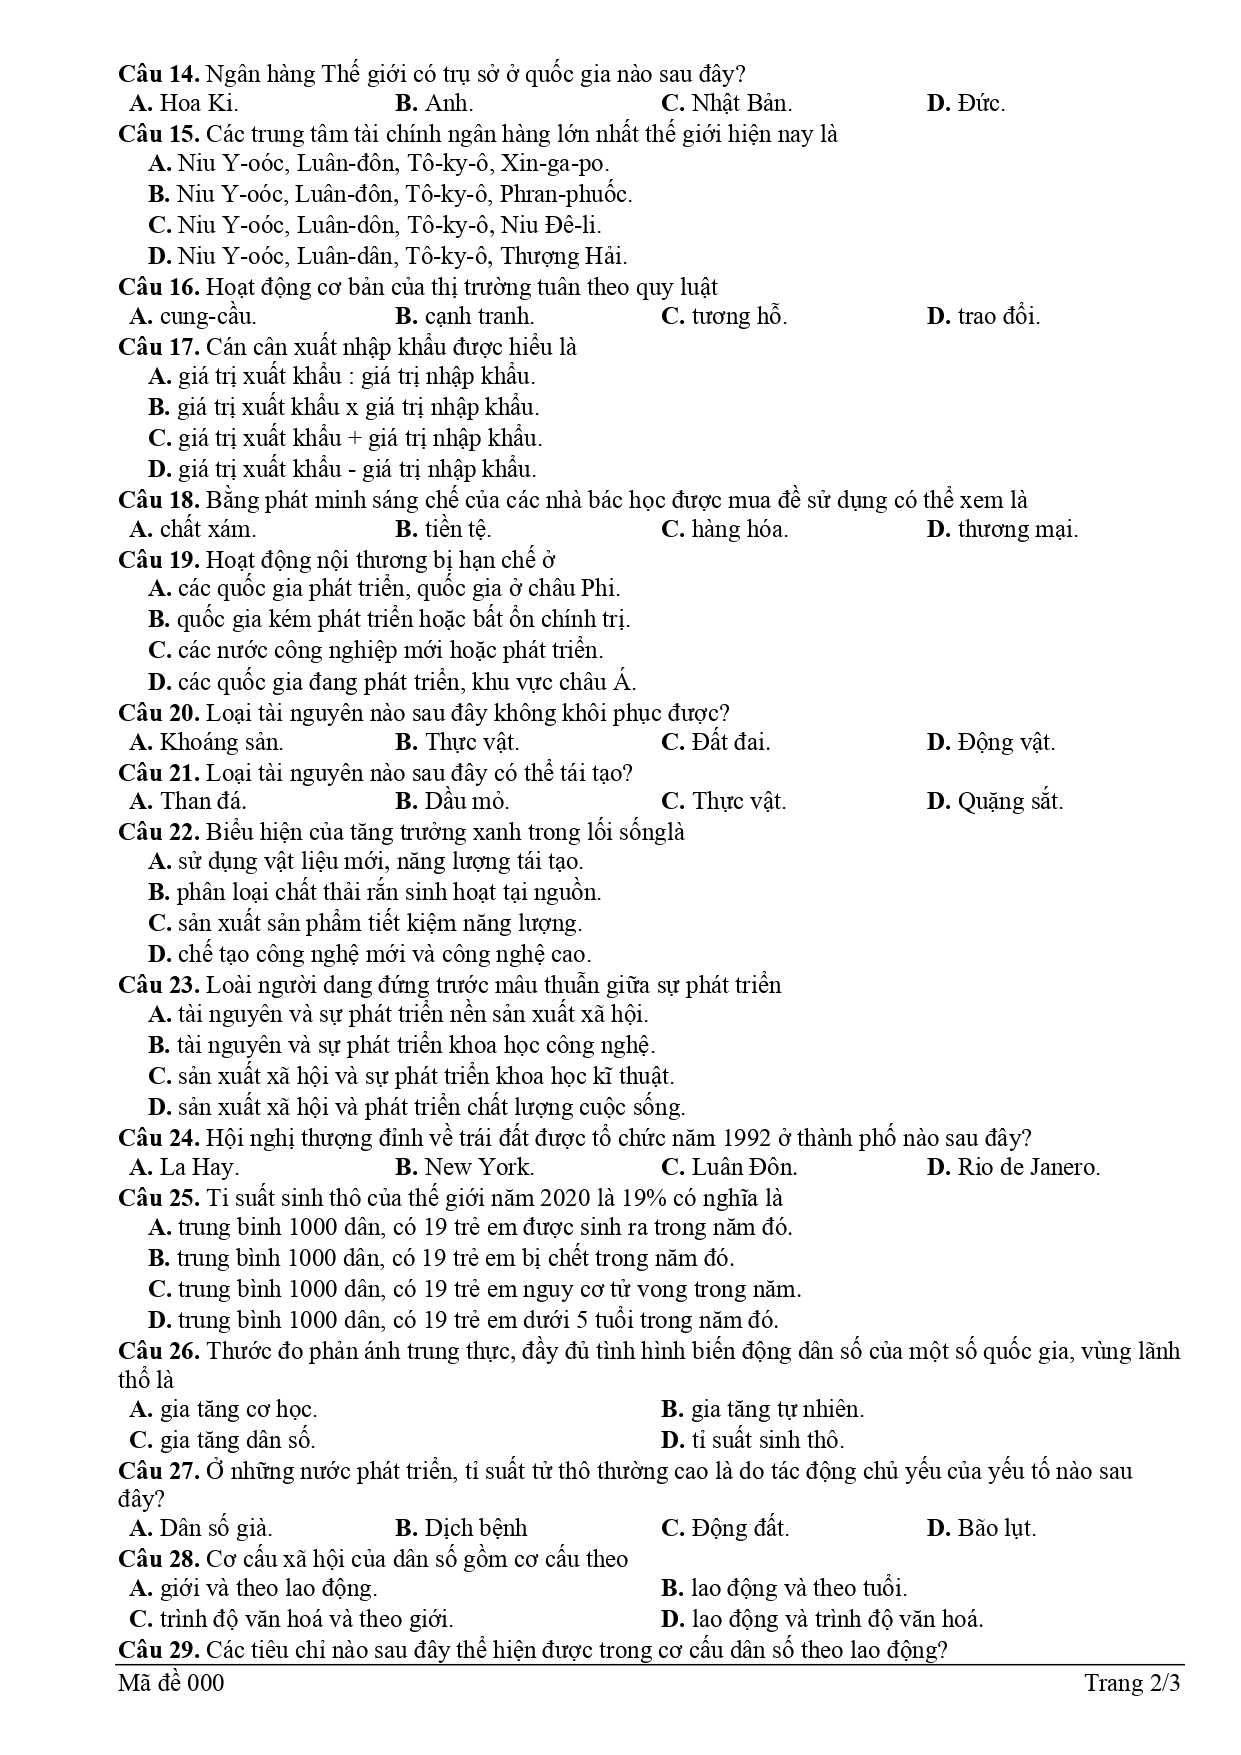 Câu 14. Ngân hàng Thế giới có trụ sở ở quốc gia nào sau đây?
A. Hoa Ki. B. Anh. C. Nhật Bản. D. Đức.
Câu 15. Các trung tâm tài chính ngân hàng lớn nhất thế giới hiện nay là
A. Niu Y-oóc, Luân-đôn, Tô-ky-ô, Xin-ga-po.
B. Niu Y-oóc, Luân-đôn, Tô-ky-ô, Phran-phuốc.
C. Niu Y-oóc, Luân-dôn, Tô-ky-ô, Niu Đê-li.
D. Niu Y-oóc, Luân-dân, Tô-ky-ô, Thượng Hải.
Câu 16. Hoạt động cơ bản của thị trường tuân theo quy luật
A. cung-cầu. B. cạnh tranh. C. tương hỗ. D. trao đổi.
Câu 17. Cán cân xuất nhập khẩu được hiểu là
A. giá trị xuất khẩu : giá trị nhập khẩu.
B. giá trị xuất khẩu x giá trị nhập khẩu.
C. giá trị xuất khẩu + giá trị nhập khẩu.
D. giá trị xuất khẩu - giá trị nhập khẩu.
Câu 18. Bằng phát minh sáng chế của các nhà bác học được mua đề sử dụng có thể xem là
A. chất xám. B. tiền tệ. C. hàng hóa. D. thương mại.
Câu 19. Hoạt động nội thương bị hạn chế ở
A. các quốc gia phát triển, quốc gia ở châu Phi.
B. quốc gia kém phát triển hoặc bất ổn chính trị.
C. các nước công nghiệp mới hoặc phát triển.
D. các quốc gia đang phát triển, khu vực châu Á.
Câu 20. Loại tài nguyên nào sau đây không khôi phục được?
A. Khoáng sản. B. Thực vật. C. Đất đai. D. Động vật.
Câu 21. Loại tài nguyên nào sau đây có thể tái tạo?
A. Than đá. B. Dầu mỏ. C. Thực vật. D. Quặng sắt.
Câu 22. Biểu hiện của tăng trưởng xanh trong lối sốnglà
A. sử dụng vật liệu mới, năng lượng tái tạo.
B. phân loại chất thải rắn sinh hoạt tại nguồn.
C. sản xuất sản phẩm tiết kiệm năng lượng.
D. chế tạo công nghệ mới và công nghệ cao.
Câu 23. Loài người dang đứng trước mâu thuẫn giữa sự phát triển
A. tài nguyên và sự phát triển nền sản xuất xã hội.
B. tài nguyên và sự phát triển khoa học công nghệ.
C. sản xuất xã hội và sự phát triển khoa học kĩ thuật.
D. sản xuất xã hội và phát triển chất lượng cuộc sống.
Câu 24. Hội nghị thượng đỉnh về trái đất được tổ chức năm 1992 ở thành phố nào sau đây?
A. La Hay. B. New York. C. Luân Đôn. D. Rio de Janero.
Câu 25. Ti suất sinh thô của thế giới năm 2020 là 19% có nghĩa là
A. trung binh 1000 dân, có 19 trẻ em được sinh ra trong năm đó.
B. trung bình 1000 dân, có 19 trẻ em bị chết trong năm đó.
C. trung bình 1000 dân, có 19 trẻ em nguy cơ tử vong trong năm.
D. trung bình 1000 dân, có 19 trẻ em dưới 5 tuổi trong năm đó.
Câu 26. Thước đo phản ánh trung thực, đầy đủ tình hình biến động dân số của một số quốc gia, vùng lãnh
thổ là
A. gia tăng cơ học. B. gia tăng tự nhiên.
C. gia tăng dân số. D. tỉ suất sinh thô.
Câu 27. Ở những nước phát triển, tỉ suất tử thô thường cao là do tác động chủ yếu của yếu tố nào sau
đây?
A. Dân số già. B. Dịch bệnh C. Động đất. D. Bão lụt.
Câu 28. Cơ cấu xã hội của dân số gồm cơ cấu theo
A. giới và theo lao động. B. lao động và theo tuổi.
C. trình độ văn hoá và theo giới. D. lao động và trình độ văn hoá.
Câu 29. Các tiêu chỉ nào sau đây thể hiện được trong cơ cấu dân số theo lao động?
Mã đề 000 Trang 2/3